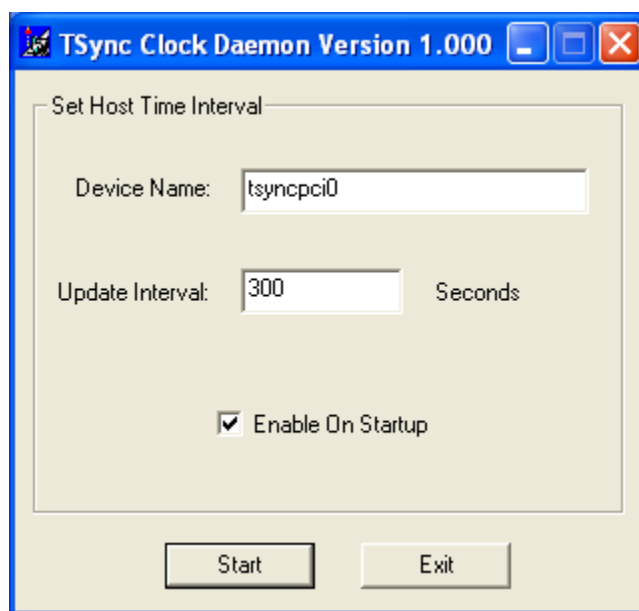 TSync Clock Daemon Version 1.000
Set Host Time Interval
Device Name: tsyncpci0
Update Interval: 300 Seconds
Enable On Startup
Start Exit